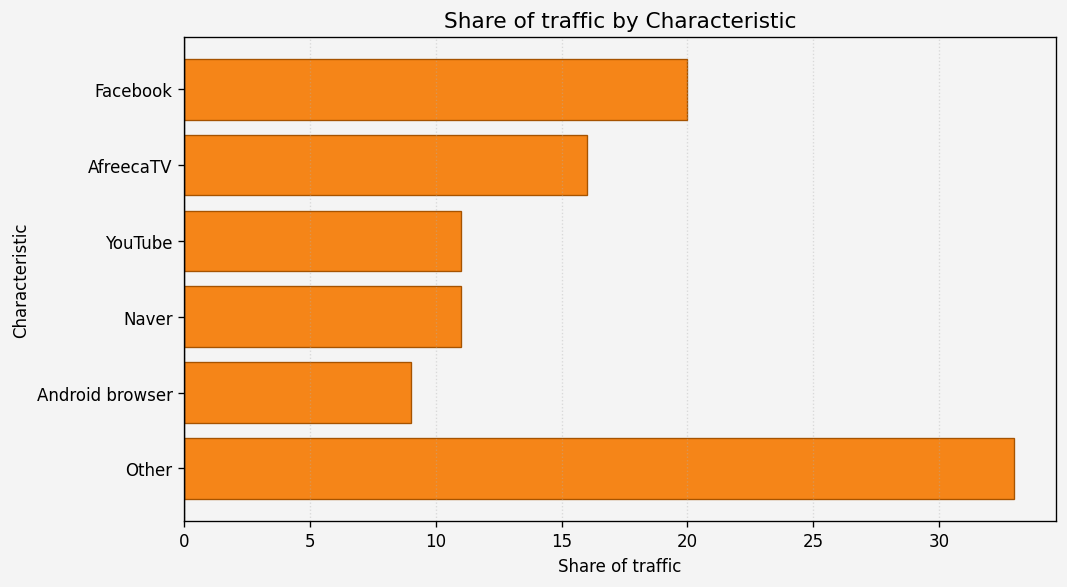 Share of traffic by Characteristic
Characteristic
Facebook
AfreecaTV
YouTube
Naver
Android browser
Other
0 5 10 15 20 25 30
Share of traffic